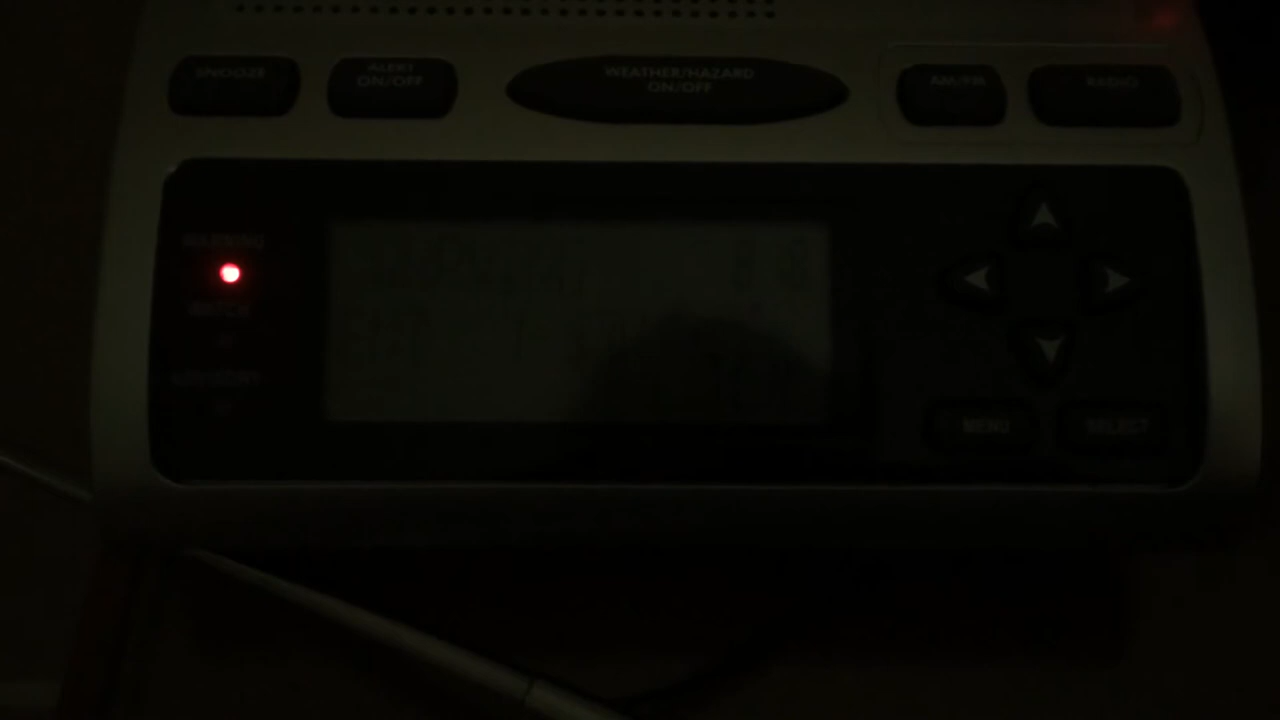 SNOOZE
ALERT
ON/OFF
WEATHER/HAZARD
ON/OFF
AM/FM
RADIO
WARNING
WATCH
ADVISORY
MENU
SELECT